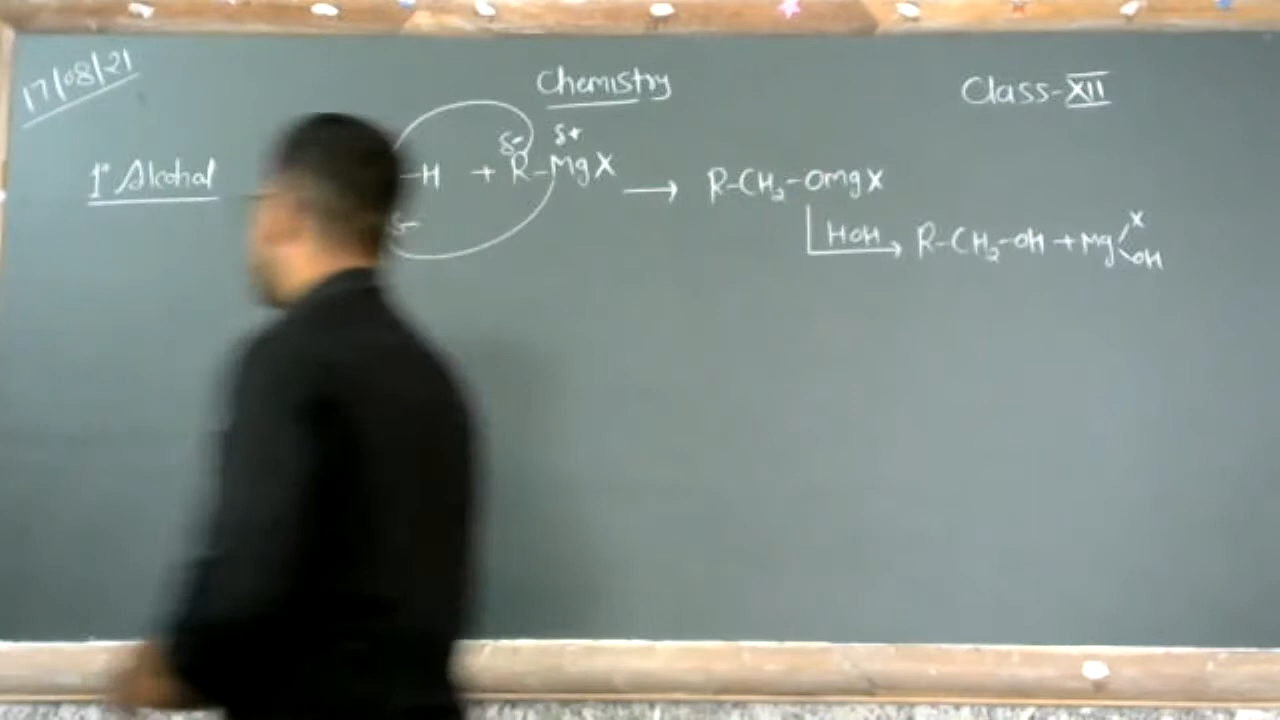 17/08/21
Chemistry
Class-XII
1° Alcohal
-H + R-MgX → R-CH₂-OmgX
δ- δ+
δ-
HOH → R-CH₂-OH + Mg
X
OH